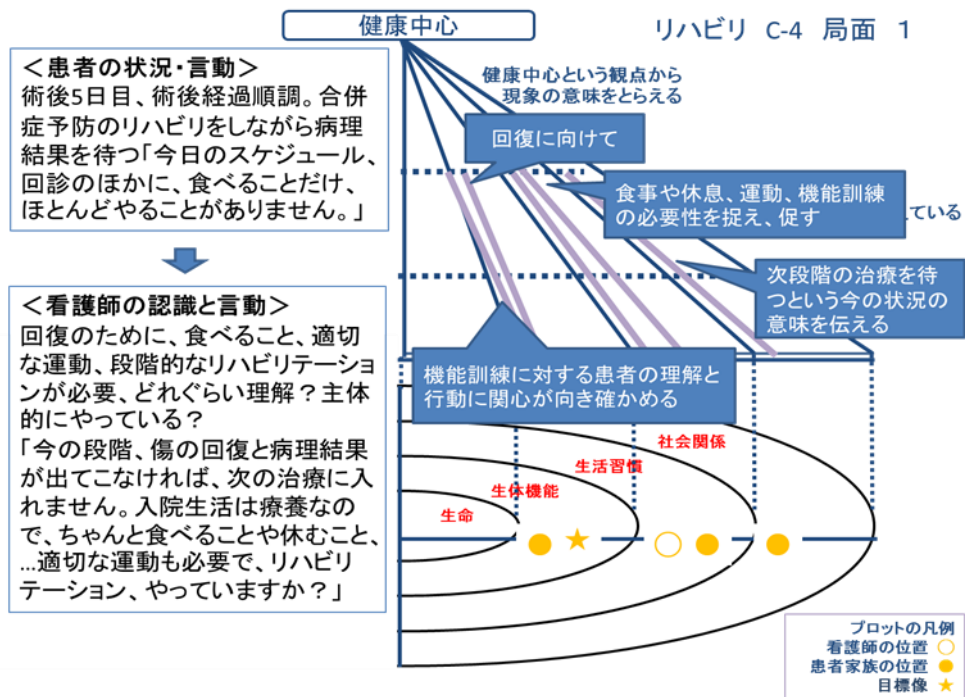 健康中心
リハビリ C-4 局面 1
＜患者の状況・言動＞
術後5日目、術後経過順調。合併
症予防のリハビリをしながら病理
結果を待つ「今日のスケジュール、
回診のほかに、食べることだけ、
ほとんどやることがありません。」
＜看護師の認識と言動＞
回復のために、食べること、適切
な運動、段階的なリハビリテーショ
ンが必要、どれぐらい理解？主体
的にやっている？
「今の段階、傷の回復と病理結果
が出てこなければ、次の治療に入
れません。入院生活は療養なの
で、ちゃんと食べることや休むこと、
…適切な運動も必要で、リハビリ
テーション、やっていますか？」
健康中心という観点から
現象の意味をとらえる
回復に向けて
食事や休息、運動、機能訓練
の必要性を捉え、促す
ている
次段階の治療を待
つという今の状況の
意味を伝える
機能訓練に対する患者の理解と
行動に関心が向き確かめる
社会関係
生活習慣
生体機能
生命
プロットの凡例
看護師の位置
患者家族の位置
目標像